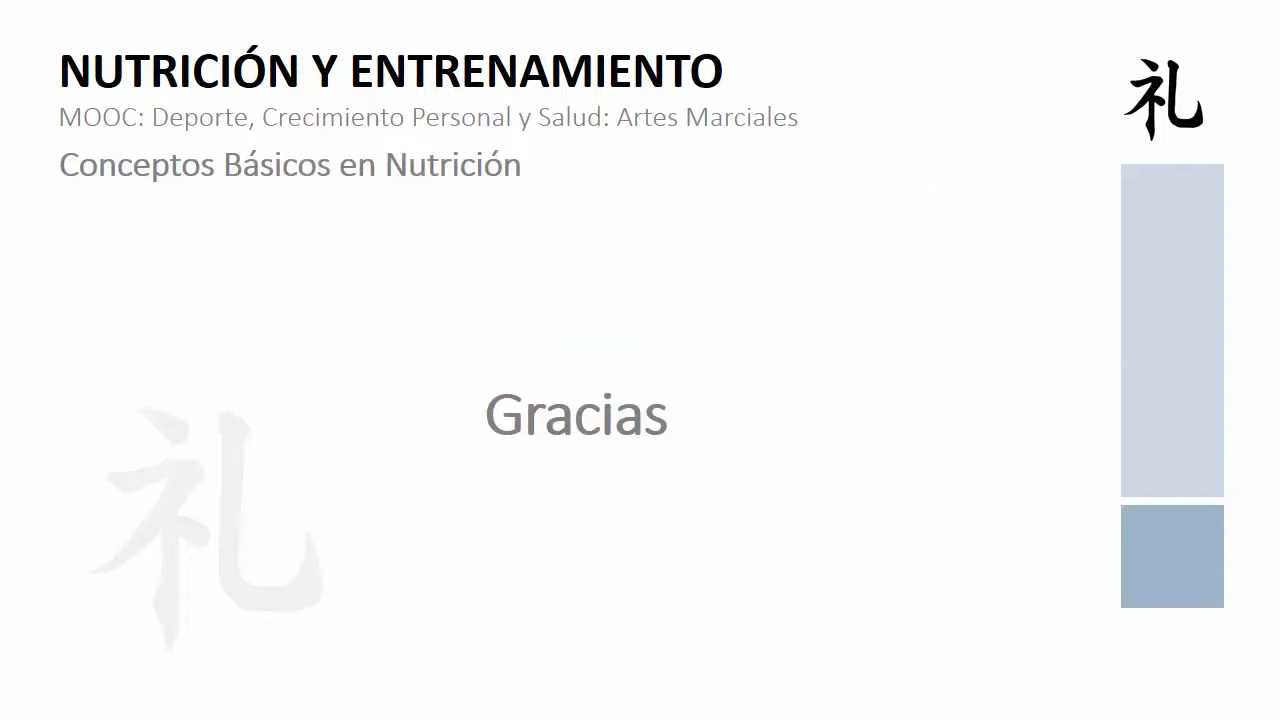 NUTRICIÓN Y ENTRENAMIENTO
礼
MOOC: Deporte, Crecimiento Personal y Salud: Artes Marciales
Conceptos Básicos en Nutrición
Gracias
礼